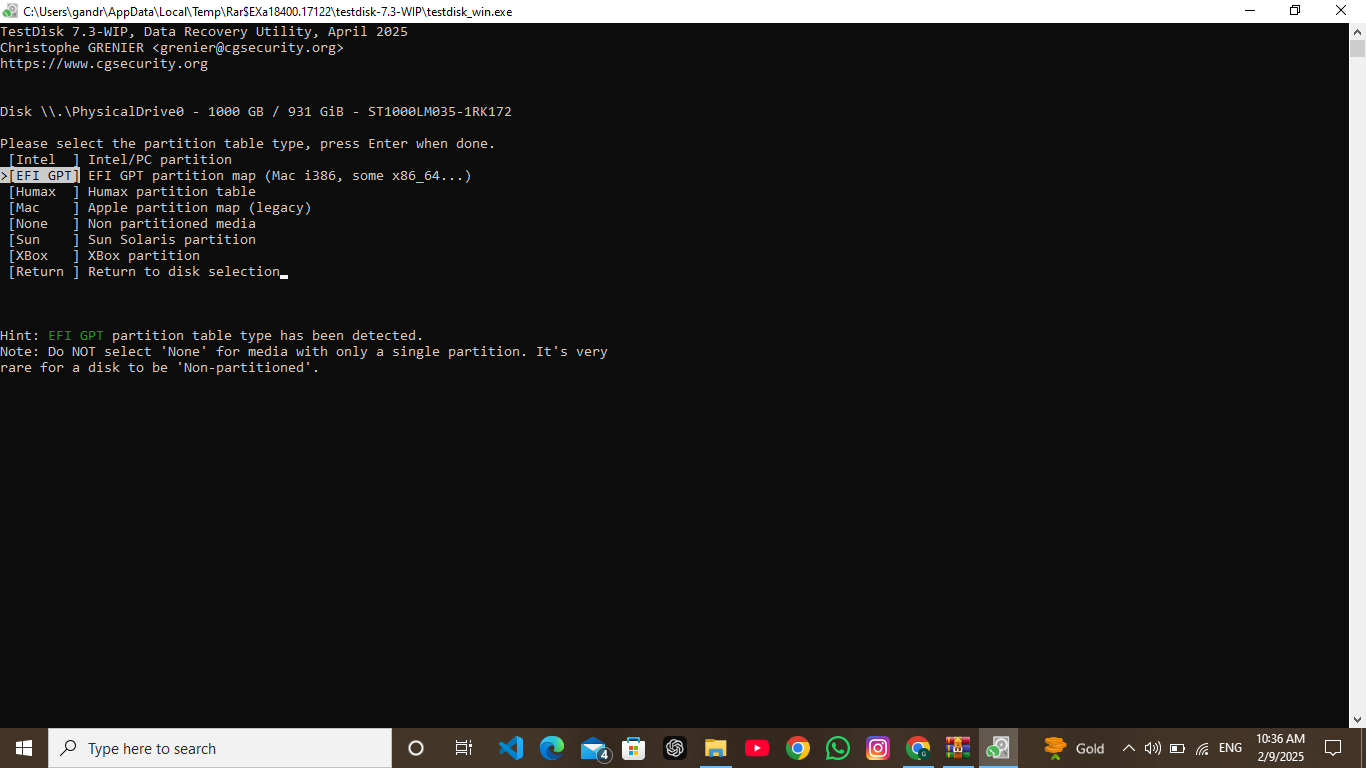 C:\Users\gandr\AppData\Local\Temp\Rar$EXa18400.17122\testdisk-7.3-WIP\testdisk_win.exe
TestDisk 7.3-WIP, Data Recovery Utility, April 2025
Christophe GRENIER <grenier@cgsecurity.org>
https://www.cgsecurity.org
Disk \\.\PhysicalDrive0 - 1000 GB / 931 GiB - ST1000LM035-1RK172
Please select the partition table type, press Enter when done.
[Intel  ] Intel/PC partition
>[EFI GPT] EFI GPT partition map (Mac i386, some x86_64...)
[Humax  ] Humax partition table
[Mac    ] Apple partition map (legacy)
[None   ] Non partitioned media
[Sun    ] Sun Solaris partition
[XBox   ] XBox partition
[Return ] Return to disk selection
Hint: EFI GPT partition table type has been detected.
Note: Do NOT select 'None' for media with only a single partition. It's very
rare for a disk to be 'Non-partitioned'.
Type here to search
4
G
Gold
ENG
10:36 AM
2/9/2025